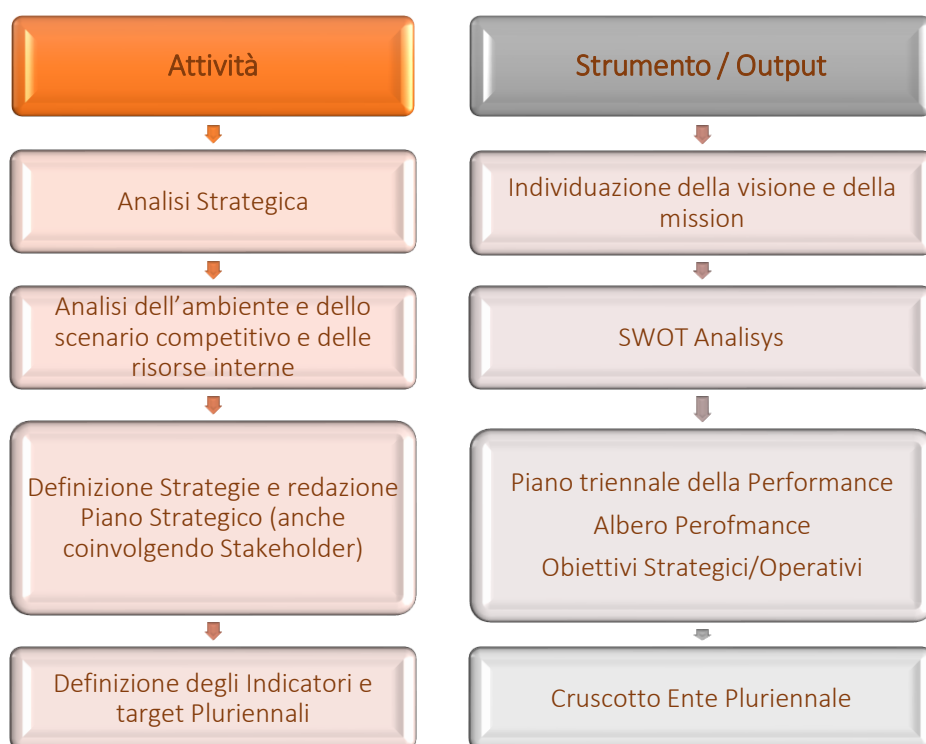 Attività
Strumento / Output
Analisi Strategica
Individuazione della visione e della
mission
Analisi dell'ambiente e dello
scenario competitivo e delle
risorse interne
SWOT Analisys
Definizione Strategie e redazione
Piano Strategico (anche
coinvolgendo Stakeholder)
Piano triennale della Performance
Albero Perofmance
Obiettivi Strategici/Operativi
Definizione degli Indicatori e
target Pluriennali
Cruscotto Ente Pluriennale